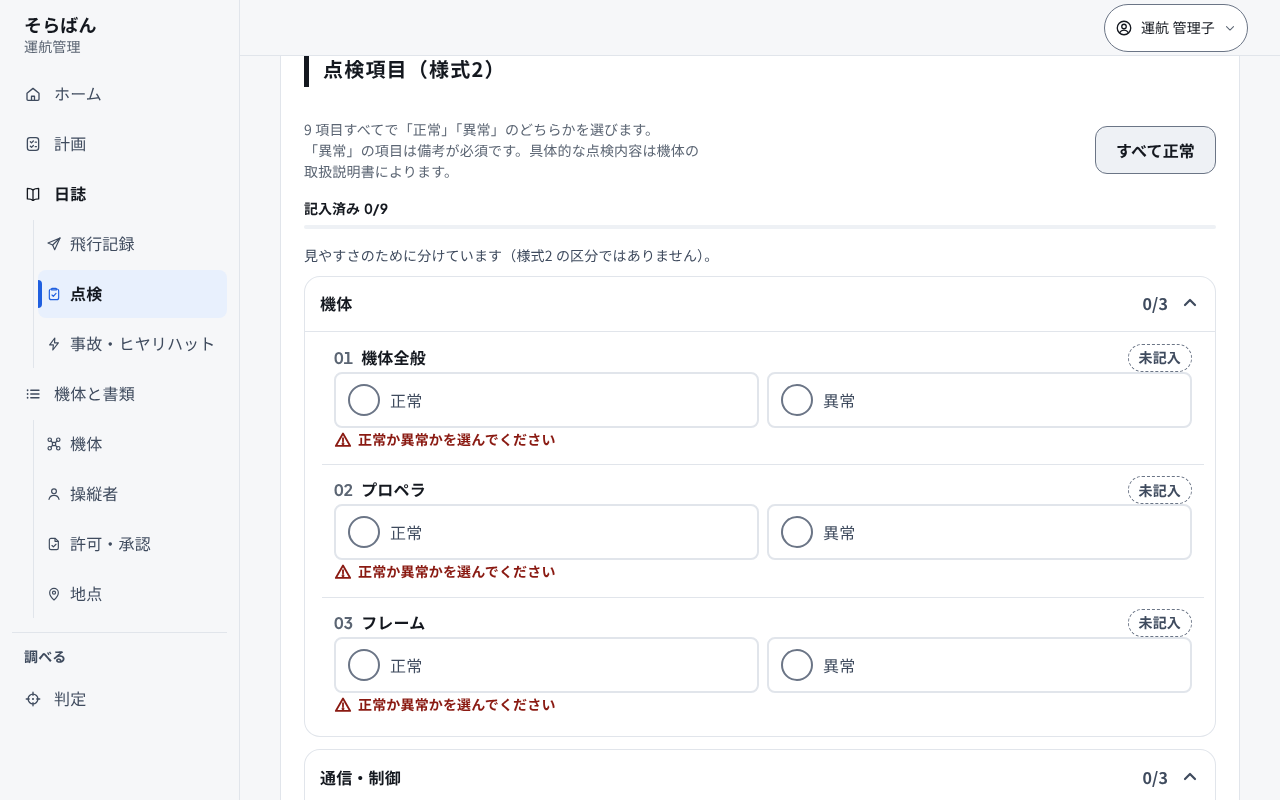 そらばん
運航管理
運航 管理子
ホーム
計画
日誌
飛行記録
点検
事故・ヒヤリハット
機体と書類
機体
操縦者
許可・承認
地点
調べる
判定
点検項目（様式2）
9 項目すべてで「正常」「異常」のどちらかを選びます。
「異常」の項目は備考が必須です。具体的な点検内容は機体の
取扱説明書によります。
すべて正常
記入済み 0/9
見やすさのために分けています（様式2 の区分ではありません）。
機体 0/3
01 機体全般 未記入
正常 異常
正常か異常かを選んでください
02 プロペラ 未記入
正常 異常
正常か異常かを選んでください
03 フレーム 未記入
正常 異常
正常か異常かを選んでください
通信・制御 0/3